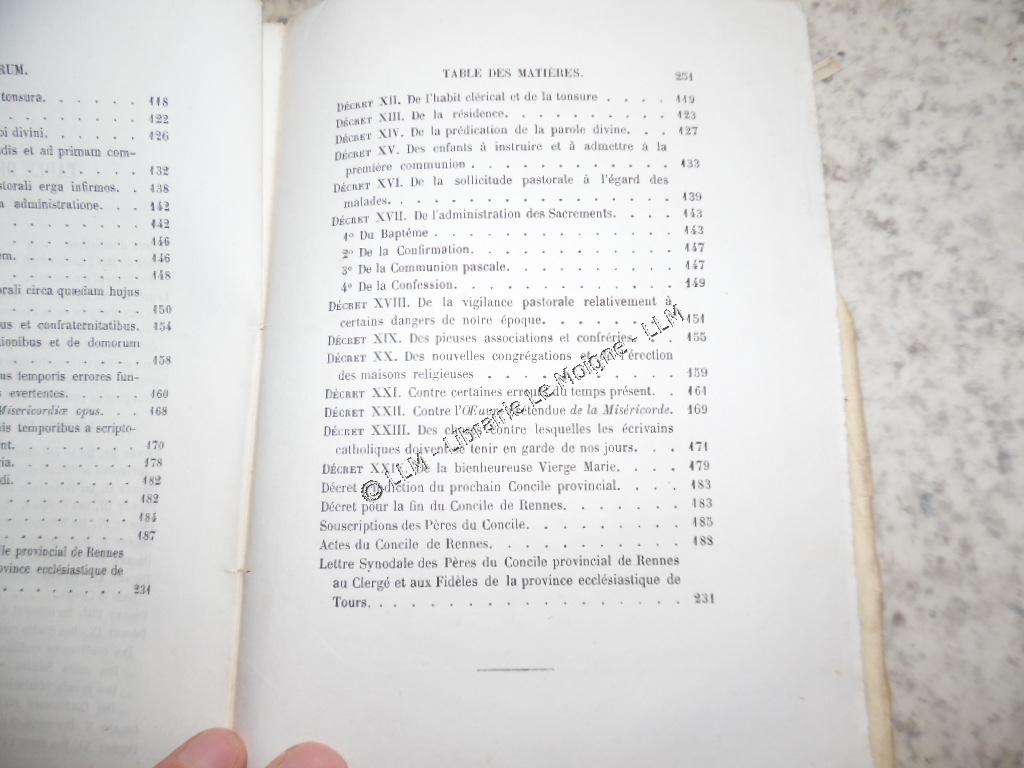 RUM.
tonsura. . . . . . 118
. . . . . . . . 122
bi divini. . . . . . 126
dis et ad primam com-
. . . . . . . . 132
storali erga infirmos. . 138
a administratione. . . 142
. . . . . . . . 142
. . . . . . . . 146
em. . . . . . . . 146
. . . . . . . . 148
orali circa quædam hujus
. . . . . . . . 150
us et confraternitatibus. 154
tionibus et de domorum
. . . . . . . . 158
us temporis errores fun-
s evertentes. . . . . 160
Misericordiæ opus. . . 168
nis temporibus a scripto-
ent. . . . . . . . 170
ria. . . . . . . . 178
di. . . . . . . . 182
. . . . . . . . 182
. . . . . . . . 184
. . . . . . . . 187
ile provincial de Rennes
ovince ecclésiastique de
. . . . . . . . 231
TABLE DES MATIÈRES. 251
DÉCRET XII. De l'habit clérical et de la tonsure . . . . 119
DÉCRET XIII. De la résidence. . . . . . . . . . 123
DÉCRET XIV. De la prédication de la parole divine. . . 127
DÉCRET XV. Des enfants à instruire et à admettre à la
première communion . . . . . . . . . . . . 133
DÉCRET XVI. De la sollicitude pastorale à l'égard des
malades. . . . . . . . . . . . . . . . . 139
DÉCRET XVII. De l'administration des Sacrements. . . . 143
1º Du Baptême . . . . . . . . . . . . . . 143
2º De la Confirmation. . . . . . . . . . . . 147
3º De la Communion pascale. . . . . . . . . . 147
4º De la Confession. . . . . . . . . . . . . 149
DÉCRET XVIII. De la vigilance pastorale relativement à
certains dangers de notre époque. . . . . . . . 151
DÉCRET XIX. Des pieuses associations et confréries. . . 155
DÉCRET XX. Des nouvelles congrégations et de l'érection
des maisons religieuses . . . . . . . . . . . 159
DÉCRET XXI. Contre certaines erreurs du temps présent. . 161
DÉCRET XXII. Contre l'Œuvre prétendue de la Miséricorde. 169
DÉCRET XXIII. Des choses contre lesquelles les écrivains
catholiques doivent se tenir en garde de nos jours. . . 171
DÉCRET XXIV. De la bienheureuse Vierge Marie. . . . 179
Décret d'indiction du prochain Concile provincial. . . . 183
Décret pour la fin du Concile de Rennes. . . . . . . 183
Souscriptions des Pères du Concile. . . . . . . . . 185
Actes du Concile de Rennes. . . . . . . . . . . 188
Lettre Synodale des Pères du Concile provincial de Rennes
au Clergé et aux Fidèles de la province ecclésiastique de
Tours. . . . . . . . . . . . . . . . . . 231
© LLM - Librairie Le Moigne - LLM